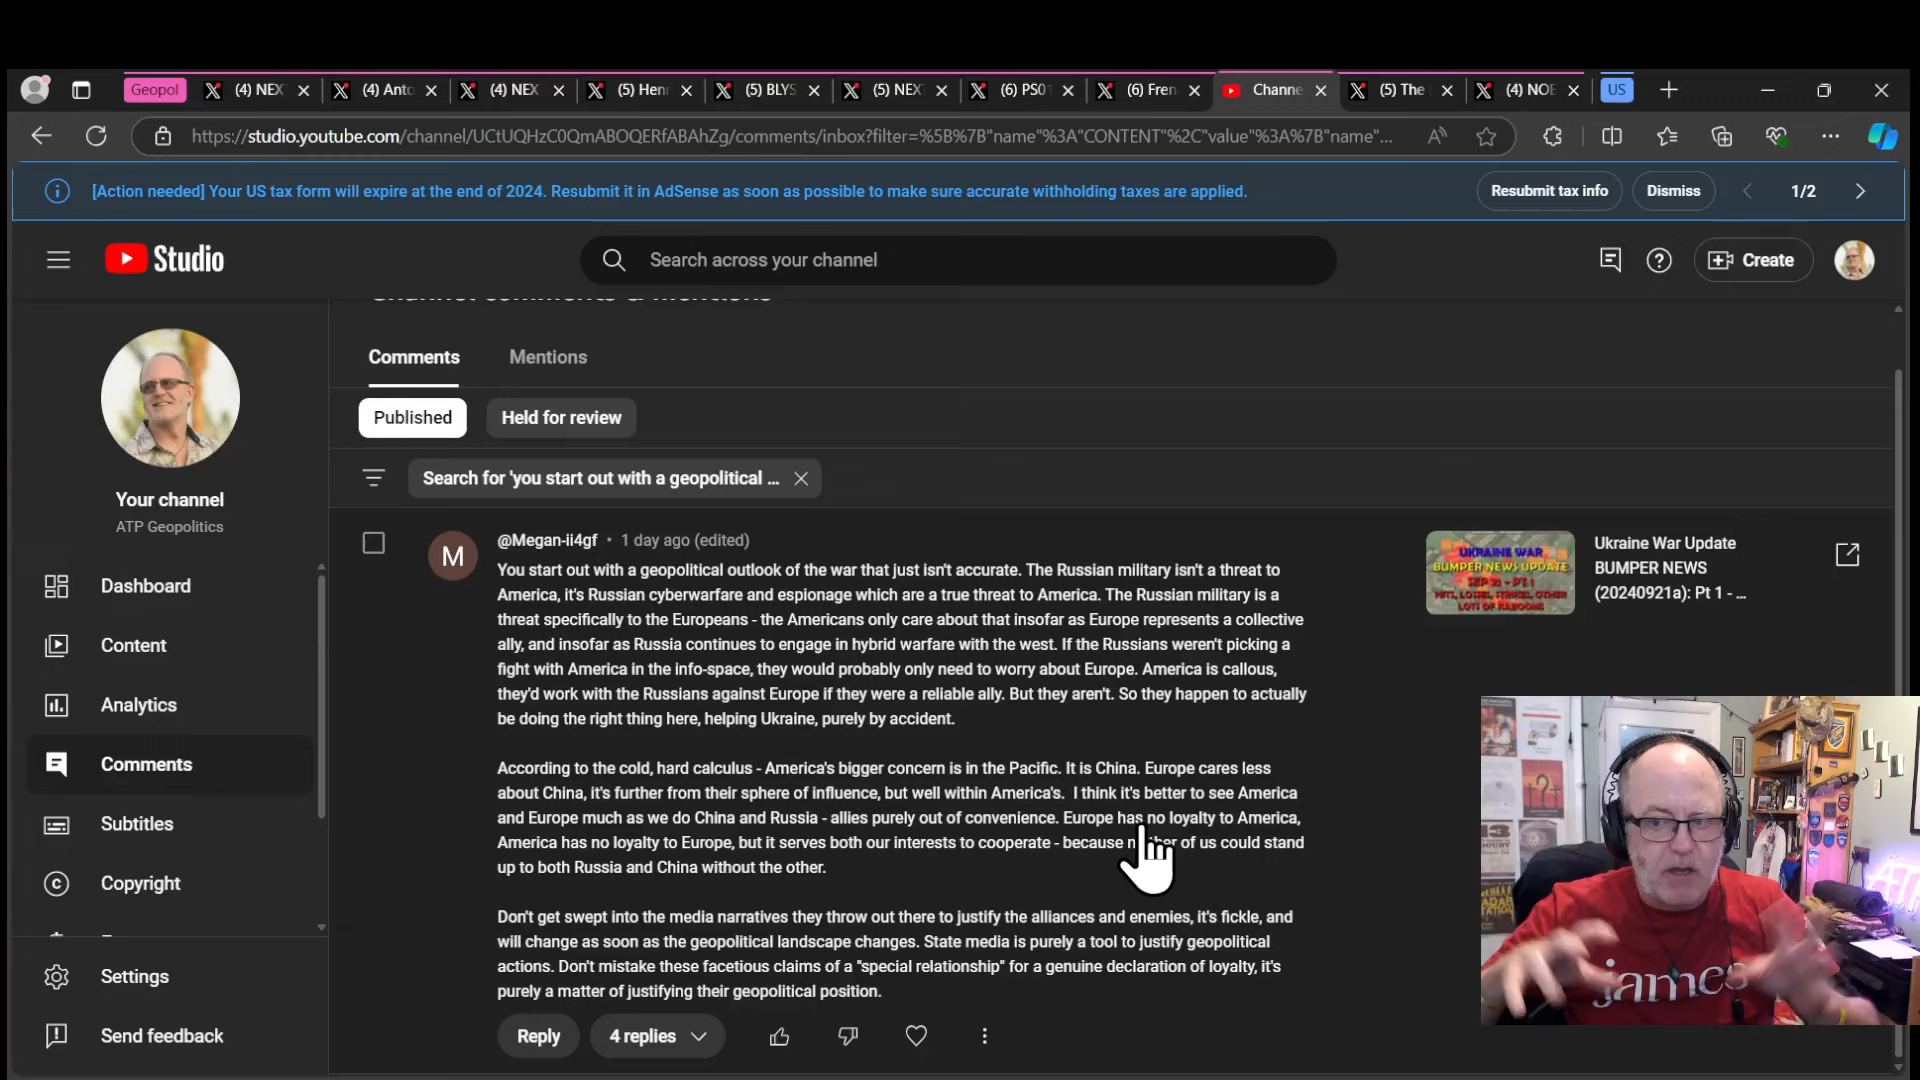 Geopol
(4) NEX
(4) Anto
(4) NEX
(5) Henr
(5) BLYS
(5) NEXT
(6) PS01
(6) Fren
Channe
(5) The
(4) NOE
US
https://studio.youtube.com/channel/UCtUQHzC0QmABOQERfABAhZg/comments/inbox?filter=%5B%7B"name"%3A"CONTENT"%2C"value"%3A%7B"name"...
[Action needed] Your US tax form will expire at the end of 2024. Resubmit it in AdSense as soon as possible to make sure accurate withholding taxes are applied.
Resubmit tax info
Dismiss
1/2
Studio
Search across your channel
Create
Channel comments & mentions
Your channel
ATP Geopolitics
Dashboard
Content
Analytics
Comments
Subtitles
Copyright
Settings
Send feedback
Comments
Mentions
Published
Held for review
Search for 'you start out with a geopolitical ...
M
@Megan-ii4gf • 1 day ago (edited)
You start out with a geopolitical outlook of the war that just isn't accurate. The Russian military isn't a threat to
America, it's Russian cyberwarfare and espionage which are a true threat to America. The Russian military is a
threat specifically to the Europeans - the Americans only care about that insofar as Europe represents a collective
ally, and insofar as Russia continues to engage in hybrid warfare with the west. If the Russians weren't picking a
fight with America in the info-space, they would probably only need to worry about Europe. America is callous,
they'd work with the Russians against Europe if they were a reliable ally. But they aren't. So they happen to actually
be doing the right thing here, helping Ukraine, purely by accident.
According to the cold, hard calculus - America's bigger concern is in the Pacific. It is China. Europe cares less
about China, it's further from their sphere of influence, but well within America's. I think it's better to see America
and Europe much as we do China and Russia - allies purely out of convenience. Europe has no loyalty to America,
America has no loyalty to Europe, but it serves both our interests to cooperate - because of us could stand
up to both Russia and China without the other.
Don't get swept into the media narratives they throw out there to justify the alliances and enemies, it's fickle, and
will change as soon as the geopolitical landscape changes. State media is purely a tool to justify geopolitical
actions. Don't mistake these facetious claims of a "special relationship" for a genuine declaration of loyalty, it's
purely a matter of justifying their geopolitical position.
Reply
4 replies
UKRAINE WAR
BUMPER NEWS UPDATE
SEP 21 - PT 1
HITS, LOSSES, STRIKES, OTHER
LOTS OF KABOOMS
Ukraine War Update
BUMPER NEWS
(20240921a): Pt 1 - ...
james